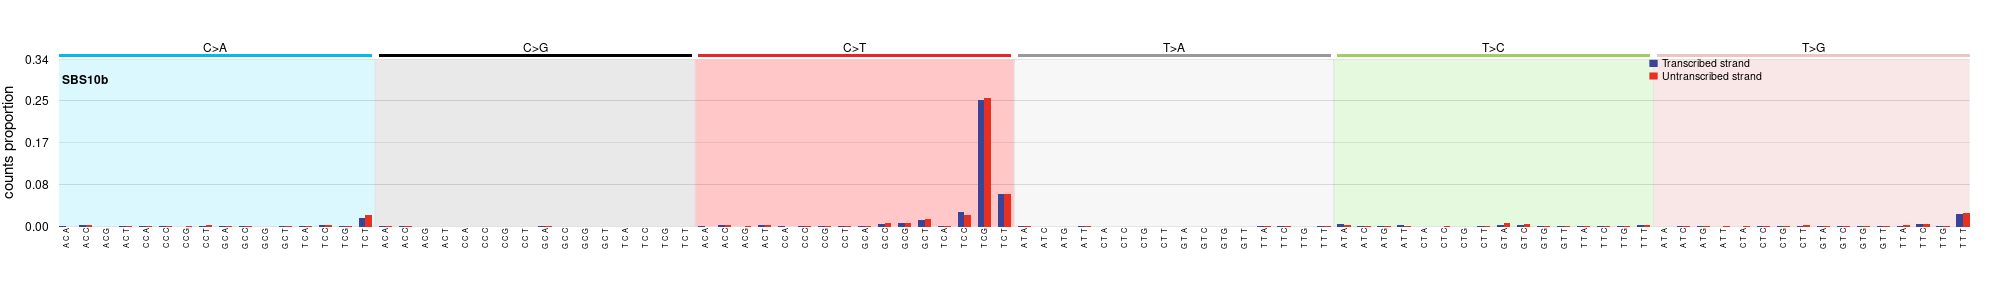 C>A C>G C>T T>A T>C T>G
0.34
SBS10b
Transcribed strand
Untranscribed strand
0.25
0.17
0.08
0.00
counts proportion
ACA ACC ACG ACT CCA CCC CCG CCT GCA GCC GCG GCT TCA TCC TCG TCT ACA ACC ACG ACT CCA CCC CCG CCT GCA GCC GCG GCT TCA TCC TCG TCT ACA ACC ACG ACT CCA CCC CCG CCT GCA GCC GCG GCT TCA TCC TCG TCT ATA ATC ATG ATT CTA CTC CTG CTT GTA GTC GTG GTT TTA TTC TTG TTT ATA ATC ATG ATT CTA CTC CTG CTT GTA GTC GTG GTT TTA TTC TTG TTT ATA ATC ATG ATT CTA CTC CTG CTT GTA GTC GTG GTT TTA TTC TTG TTT